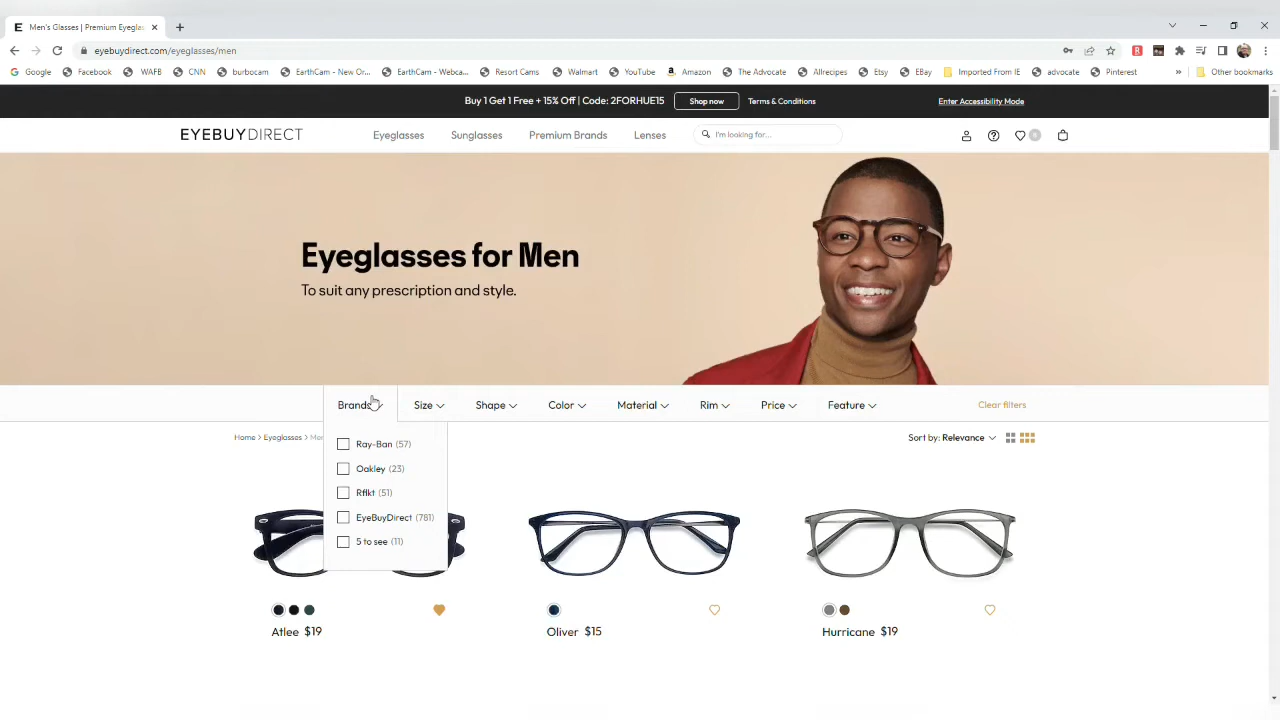 E Men's Glasses | Premium Eyegla
eyebuydirect.com/eyeglasses/men
Google Facebook WAFB CNN burbocam EarthCam - New Or... EarthCam - Webca... Resort Cams Walmart YouTube Amazon The Advocate Allrecipes Etsy EBay Imported From IE advocate Pinterest » Other bookmarks
Buy 1 Get 1 Free + 15% Off | Code: 2FORHUE15 Shop now Terms & Conditions Enter Accessibility Mode
EYEBUYDIRECT Eyeglasses Sunglasses Premium Brands Lenses I'm looking for...
Eyeglasses for Men
To suit any prescription and style.
Brands Size Shape Color Material Rim Price Feature Clear filters
Home > Eyeglasses > Men Sort by: Relevance
Ray-Ban (57)
Oakley (23)
Rflkt (51)
EyeBuyDirect (781)
5 to see (11)
Atlee $19 Oliver $15 Hurricane $19